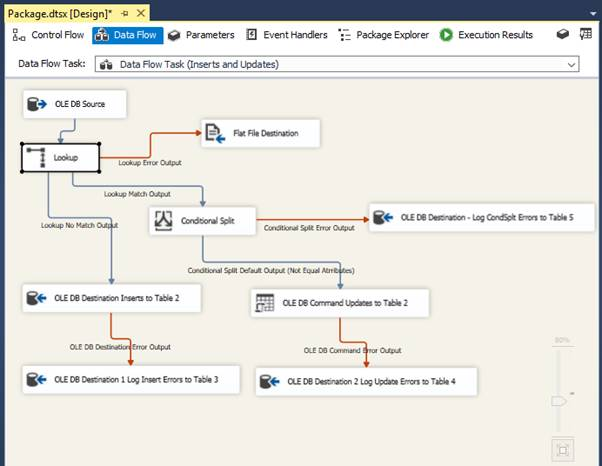 Package.dtsx [Design]*
Control Flow
Data Flow
Parameters
Event Handlers
Package Explorer
Execution Results
Data Flow Task:
Data Flow Task (Inserts and Updates)
OLE DB Source
Flat File Destination
Lookup
Lookup Error Output
Lookup Match Output
Lookup No Match Output
Conditional Split
Conditional Split Error Output
OLE DB Destination - Log CondSplt Errors to Table 5
Conditional Split Default Output (Not Equal Attributes)
OLE DB Destination Inserts to Table 2
OLE DB Command Updates to Table 2
OLE DB Destination Error Output
OLE DB Command Error Output
OLE DB Destination 1 Log Insert Errors to Table 3
OLE DB Destination 2 Log Update Errors to Table 4
80%